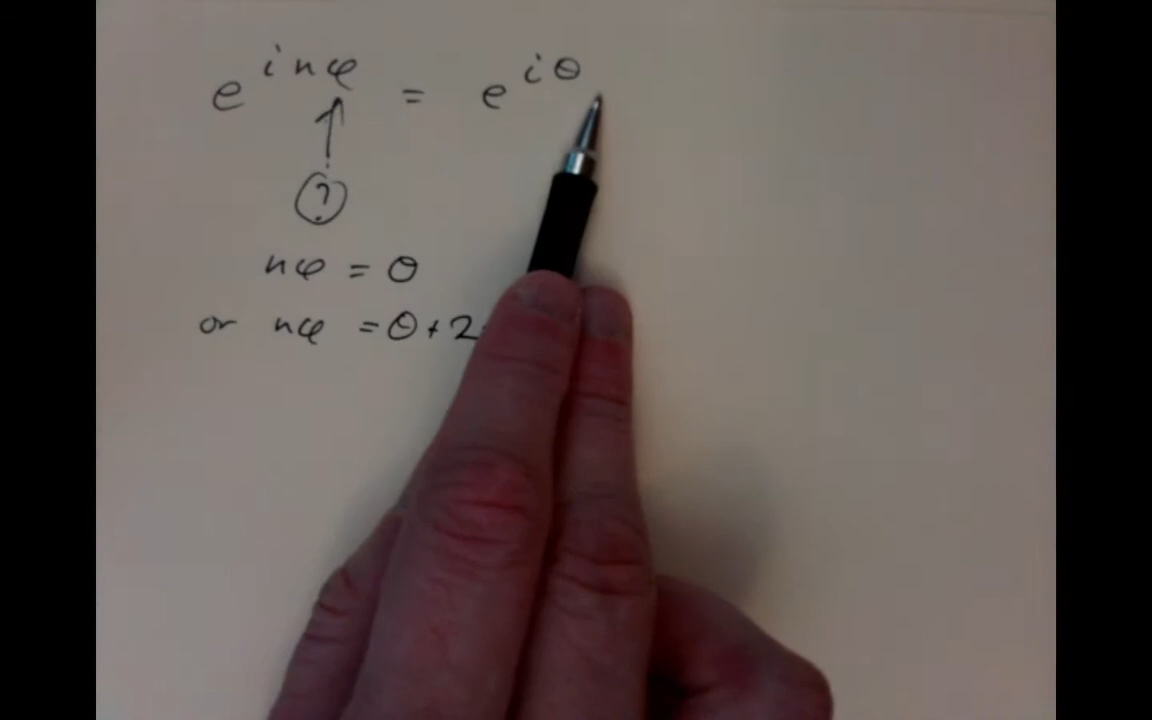 e^{inφ} = e^{iθ}
↑
?
nφ = θ
or nφ = θ + 2